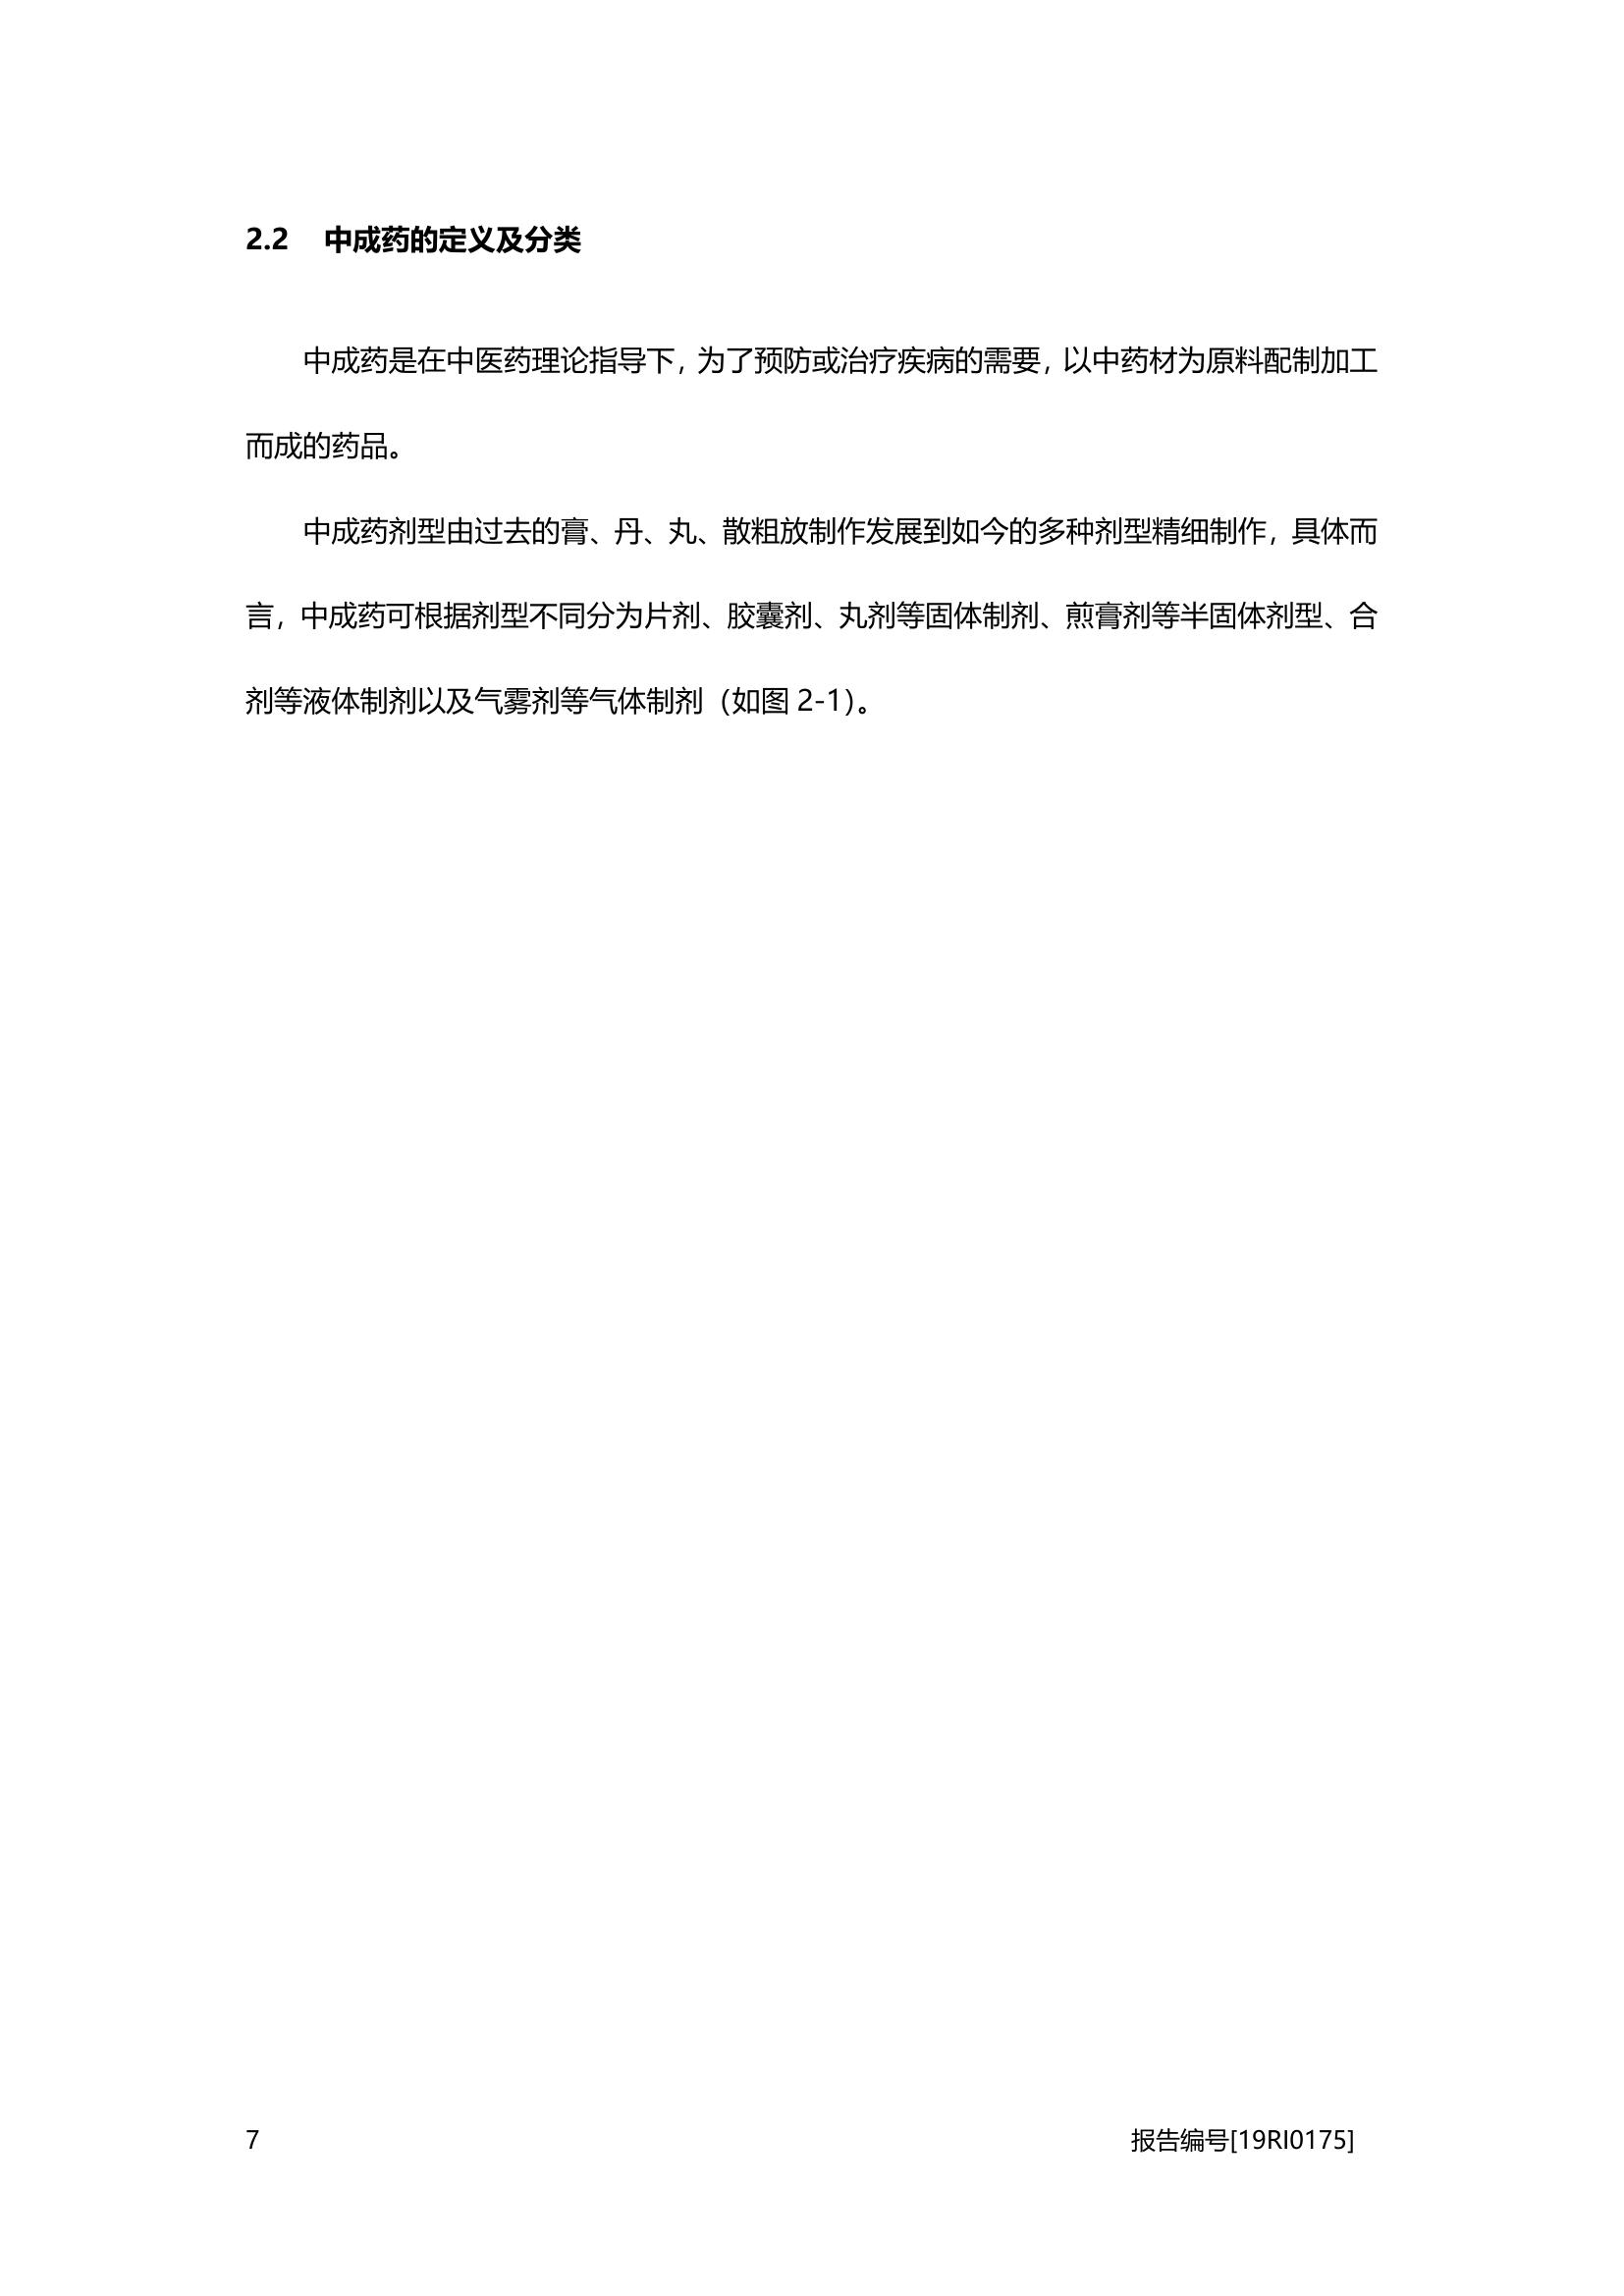 2.2 中成药的定义及分类
中成药是在中医药理论指导下，为了预防或治疗疾病的需要，以中药材为原料配制加工
而成的药品。
中成药剂型由过去的膏、丹、丸、散粗放制作发展到如今的多种剂型精细制作，具体而
言，中成药可根据剂型不同分为片剂、胶囊剂、丸剂等固体制剂、煎膏剂等半固体剂型、合
剂等液体制剂以及气雾剂等气体制剂（如图 2-1）。
7 报告编号[19RI0175]